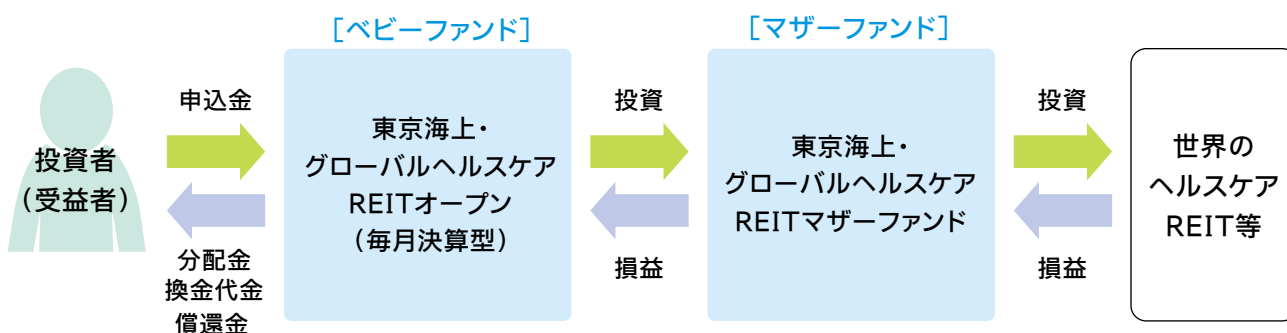 [ベビーファンド]
[マザーファンド]
投資者
（受益者）
申込金
分配金
換金代金
償還金
東京海上・
グローバルヘルスケア
REITオープン
（毎月決算型）
投資
損益
東京海上・
グローバルヘルスケア
REITマザーファンド
投資
損益
世界の
ヘルスケア
REIT等